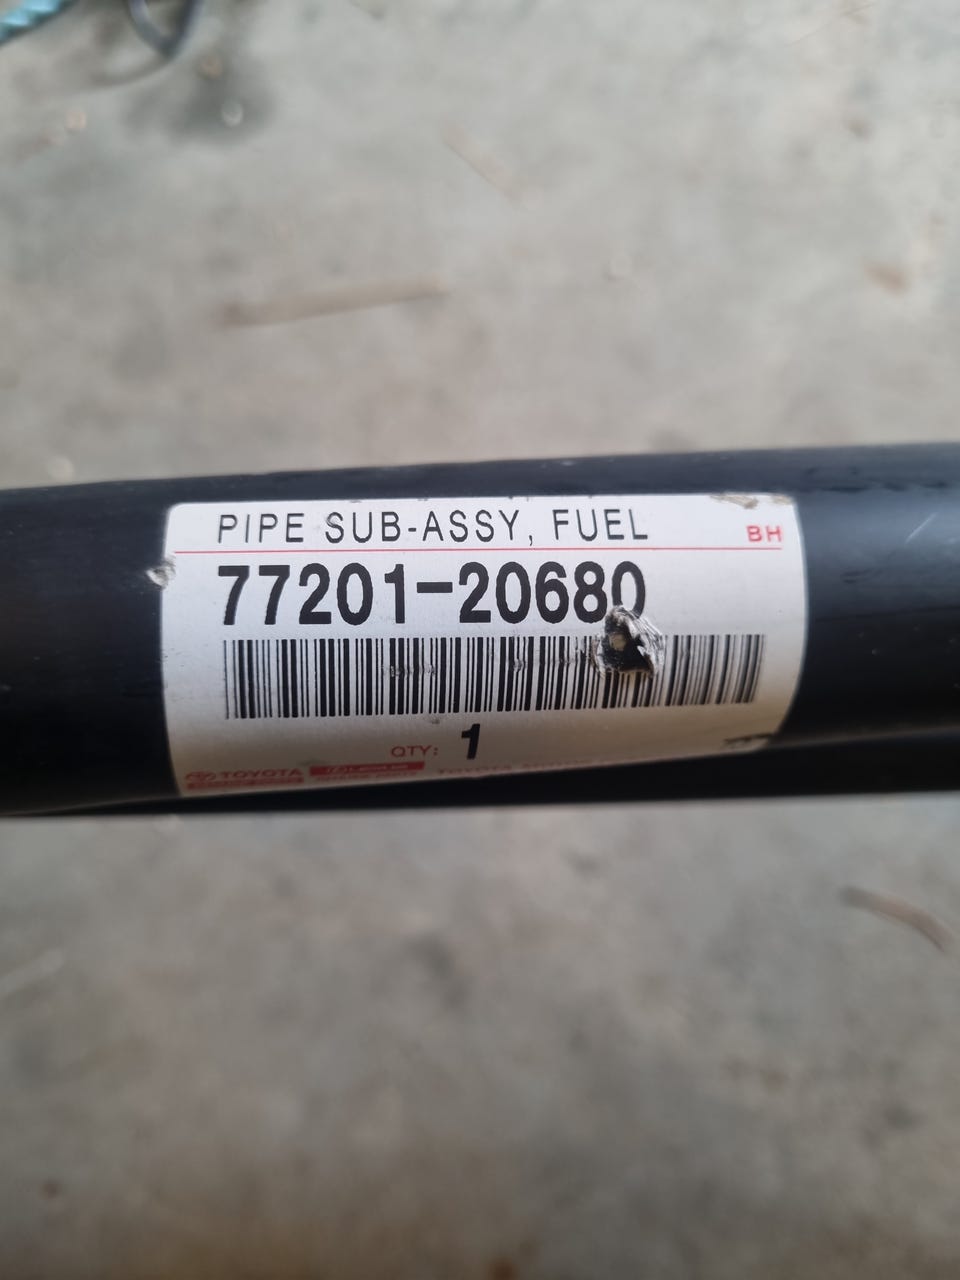 PIPE SUB-ASSY, FUEL
BH
77201-20680
QTY: 1
TOYOTA